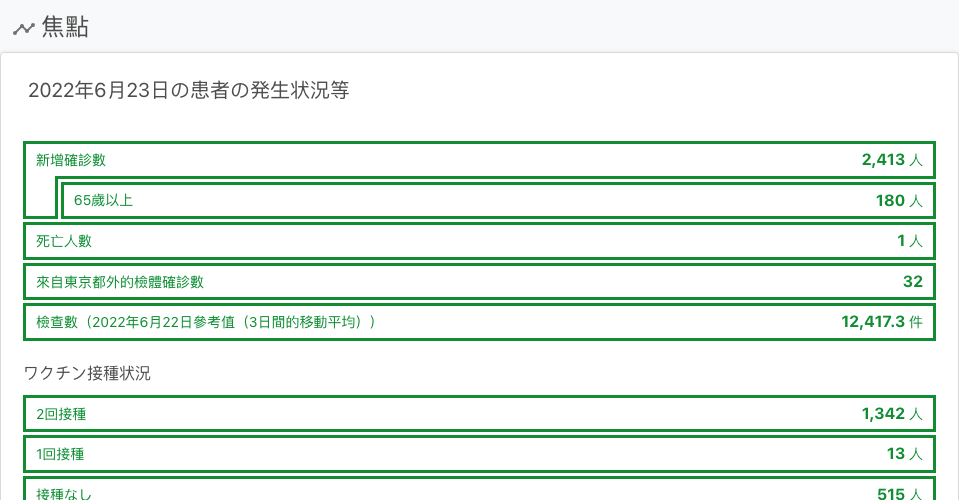 焦點
2022年6月23日の患者の発生状況等
新增確診數 2,413 人
65歲以上 180 人
死亡人數 1 人
來自東京都外的檢體確診數 32
檢查數（2022年6月22日參考值（3日間的移動平均）） 12,417.3 件
ワクチン接種状況
2回接種 1,342 人
1回接種 13 人
接種なし 515 人